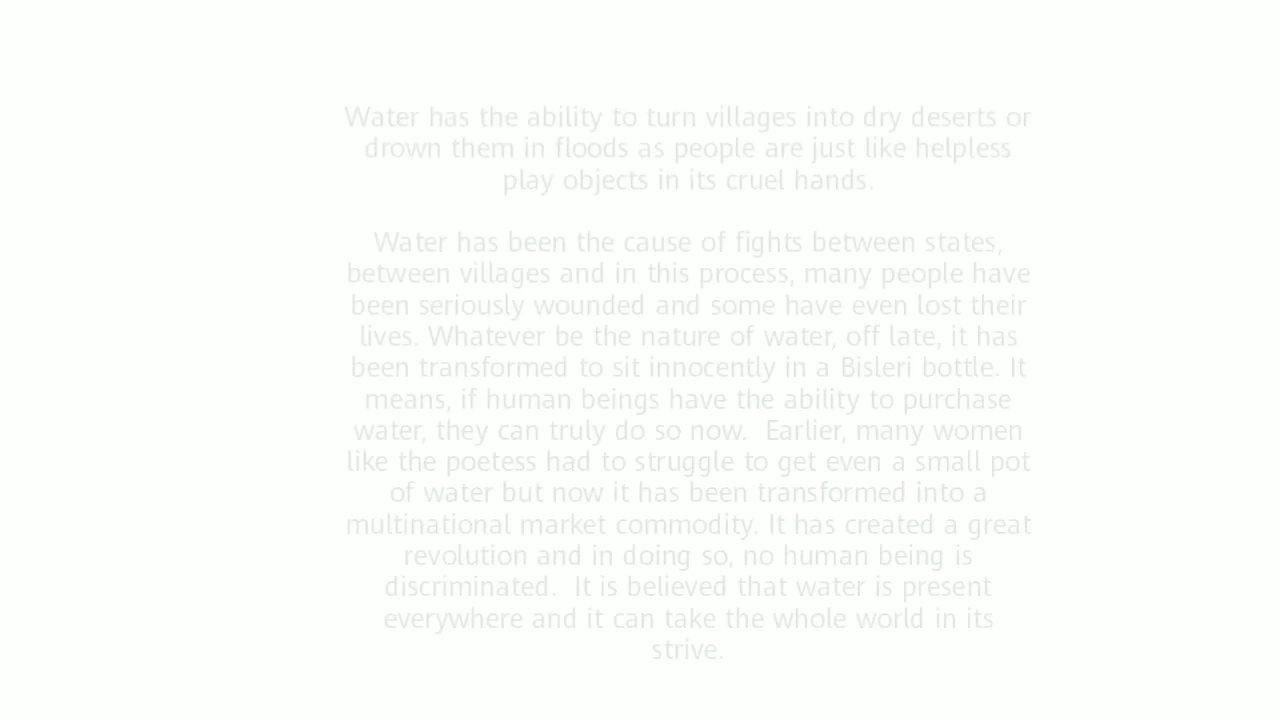 Water has the ability to turn villages into dry deserts or
drown them in floods as people are just like helpless
play objects in its cruel hands.
Water has been the cause of fights between states,
between villages and in this process, many people have
been seriously wounded and some have even lost their
lives. Whatever be the nature of water, off late, it has
been transformed to sit innocently in a Bisleri bottle. It
means, if human beings have the ability to purchase
water, they can truly do so now.  Earlier, many women
like the poetess had to struggle to get even a small pot
of water but now it has been transformed into a
multinational market commodity. It has created a great
revolution and in doing so, no human being is
discriminated.  It is believed that water is present
everywhere and it can take the whole world in its
strive.